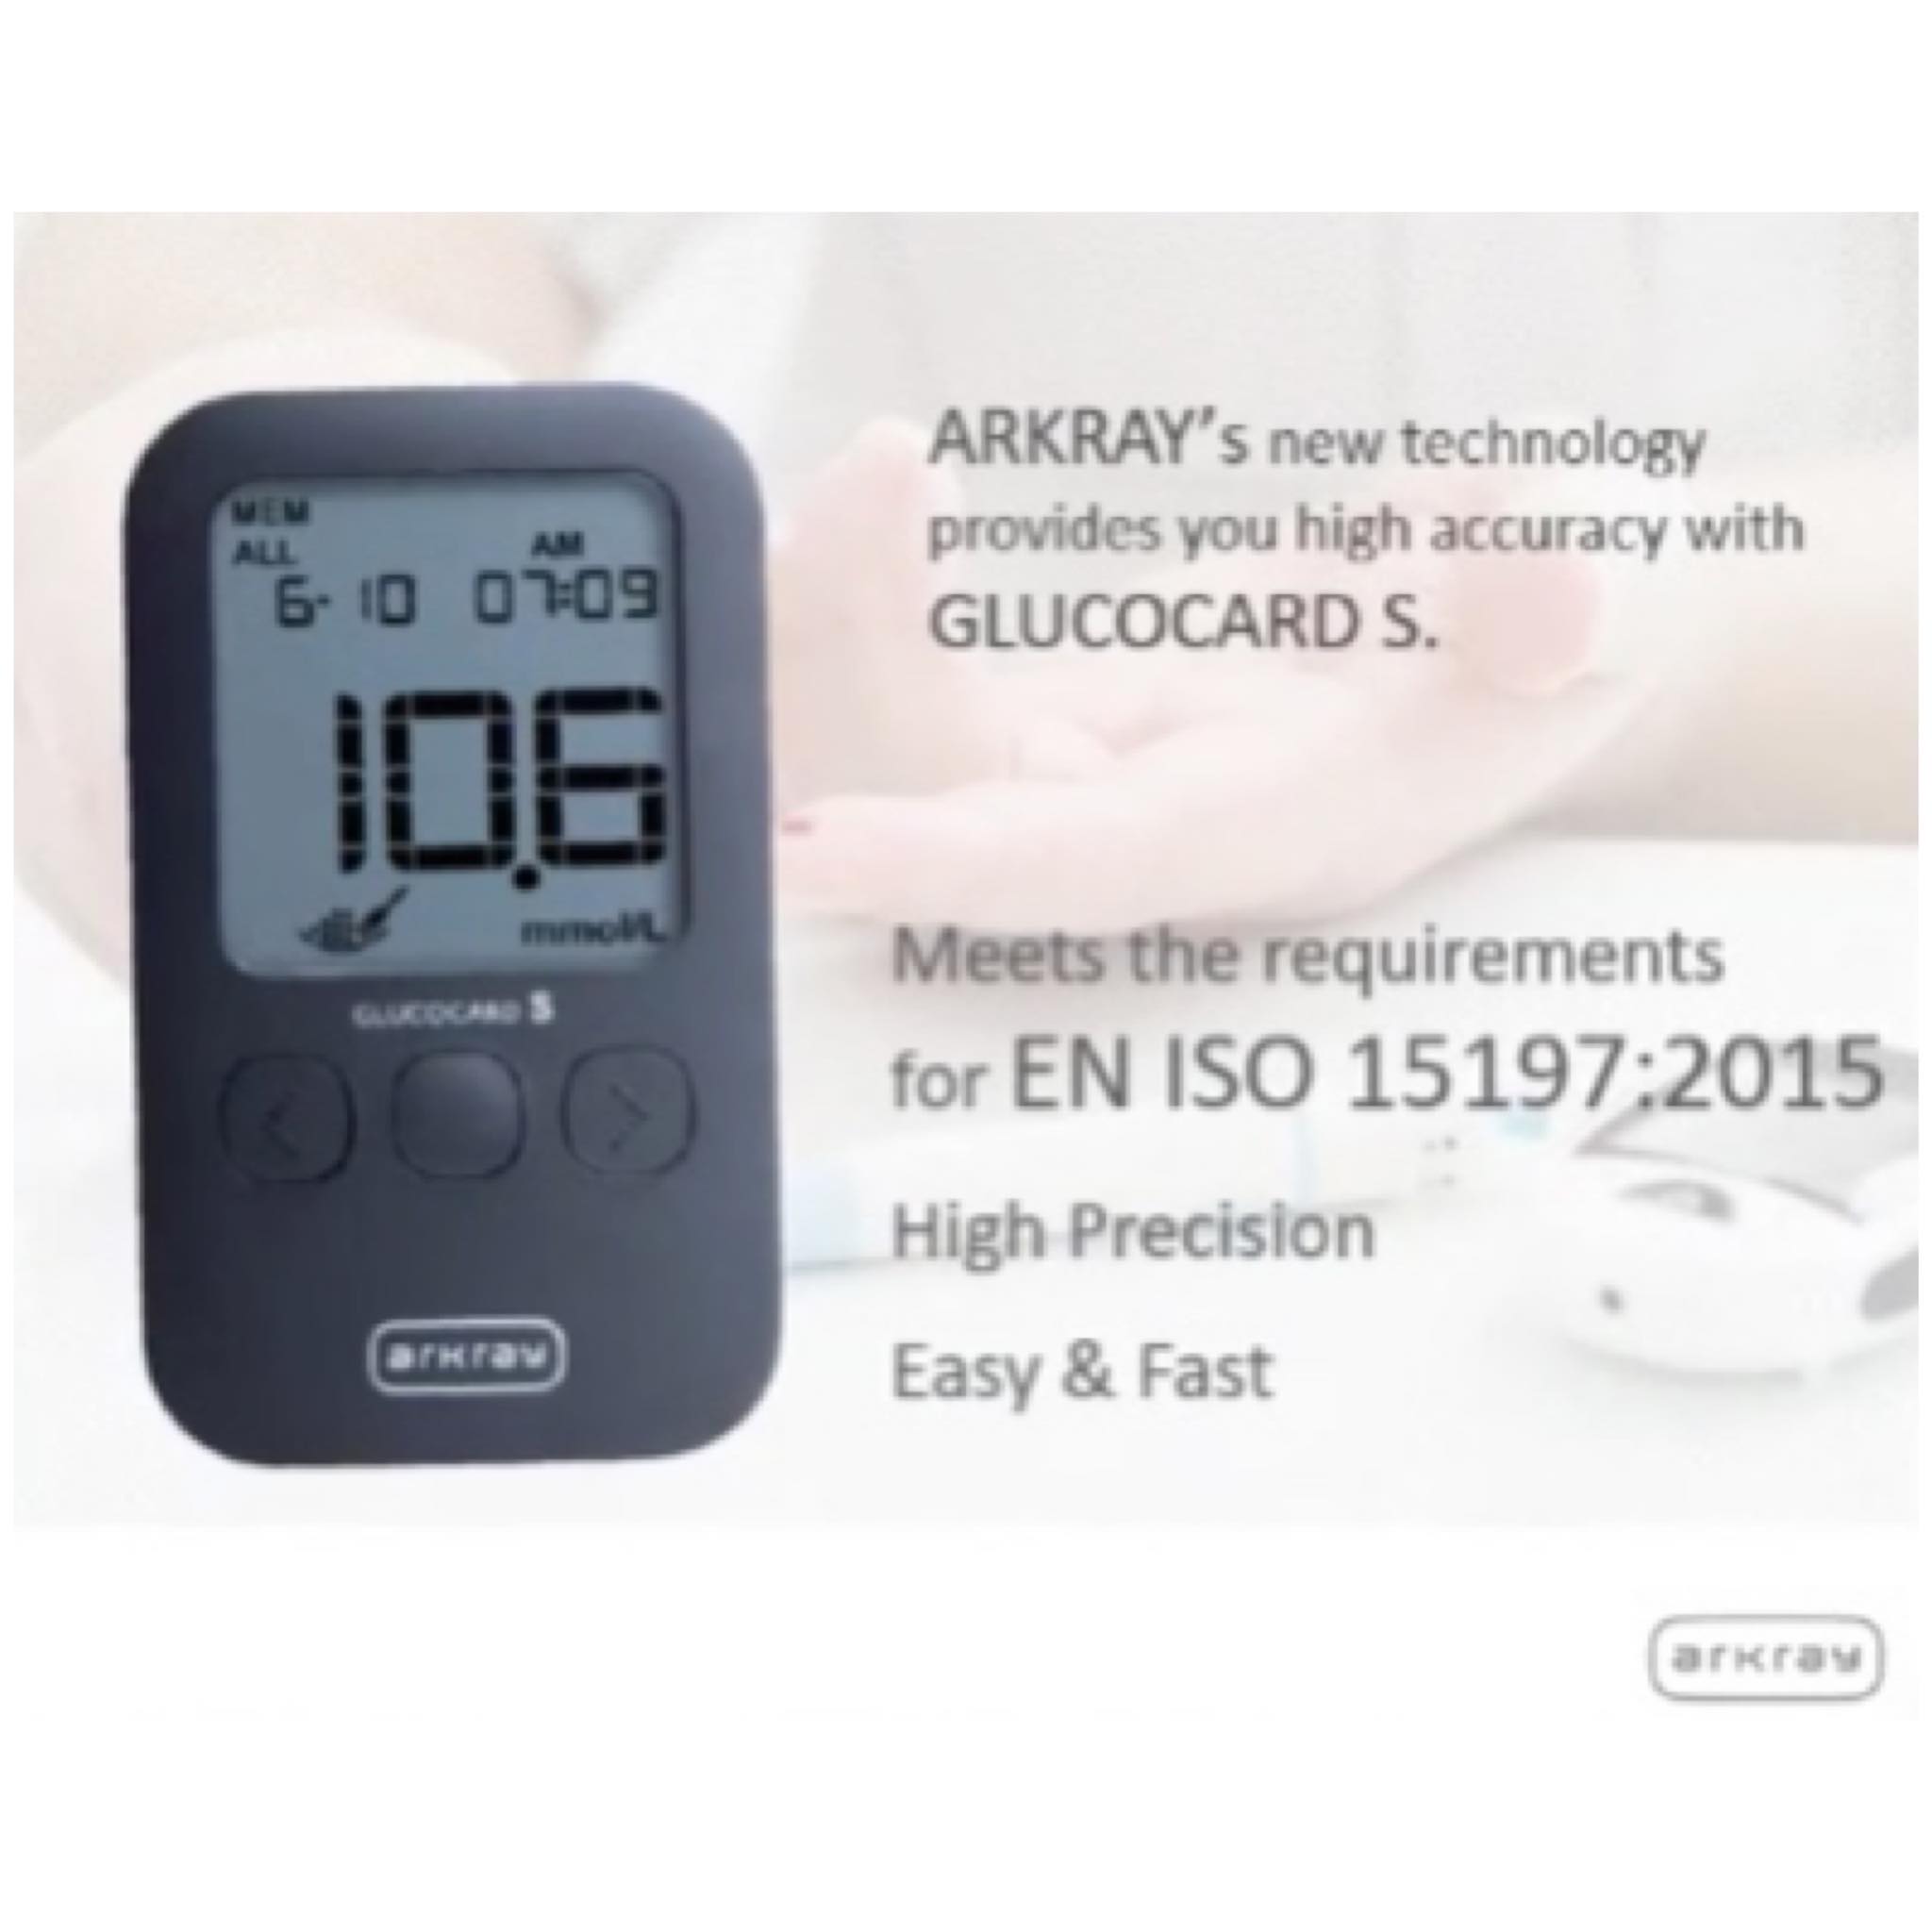 MEM
ALL
AM
6-10 07:09
10.6
mmol/L
GLUCOCARD S
arkray
ARKRAY's new technology
provides you high accuracy with
GLUCOCARD S.
Meets the requirements
for EN ISO 15197:2015
High Precision
Easy & Fast
arkray